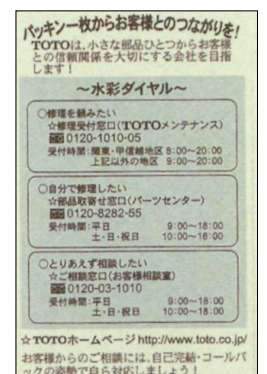 パッキン一枚からお客様とのつながりを!
TOTOは、小さな部品ひとつからお客様
との信頼関係を大切にする会社を目指
します!
～水彩ダイヤル～
○修理を頼みたい
☆修理受付窓口(TOTOメンテナンス)
0120-1010-05
受付時間:関東・甲信越地区 8:00~20:00
上記以外の地区 9:00~20:00
○自分で修理したい
☆部品取寄せ窓口(パーツセンター)
0120-8282-55
受付時間:平日 9:00~18:00
土・日・祝日 10:00~18:00
○とりあえず相談したい
☆ご相談窓口(お客様相談室)
0120-03-1010
受付時間:平日 9:00~18:00
土・日・祝日 10:00~18:00
☆TOTOホームページ http://www.toto.co.jp/
お客様からのご相談には、自己完結・コールバ
ックの姿勢で自ら対応しましょう!